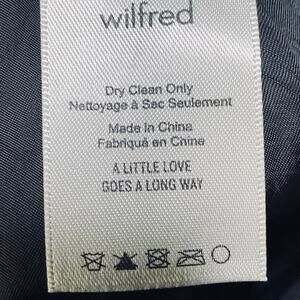 wilfred
Dry Clean Only
Nettoyage à Sec Seulement
Made in China
Fabriqué en Chine
A LITTLE LOVE
GOES A LONG WAY